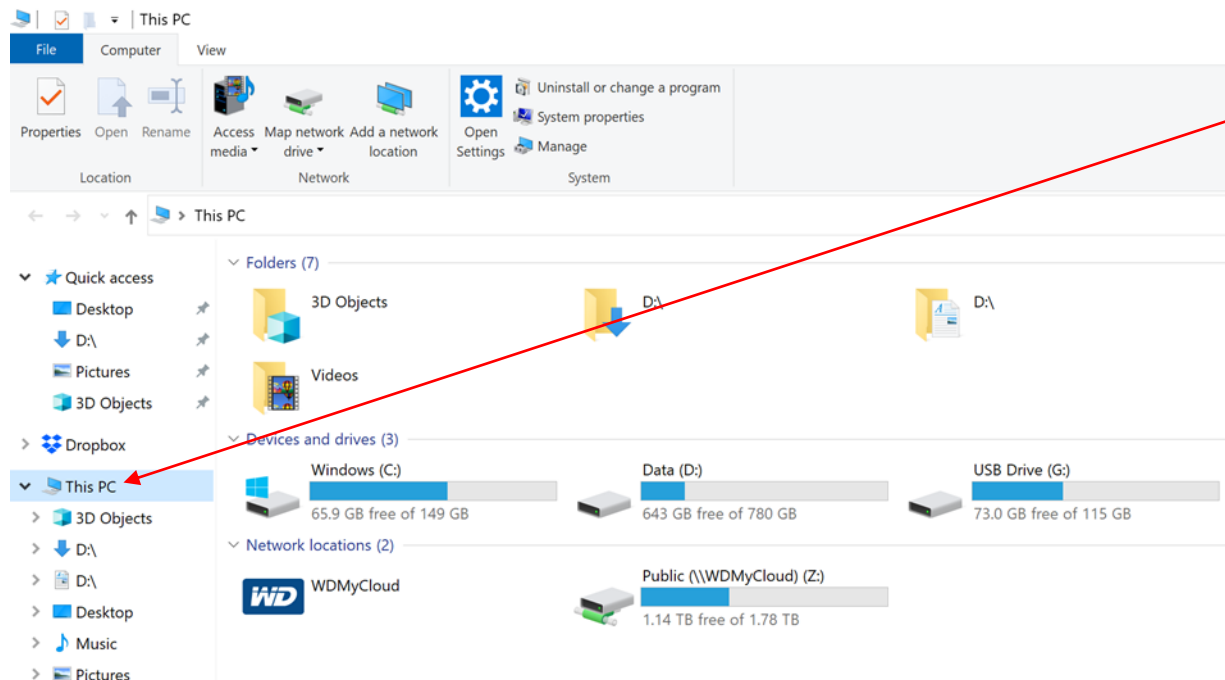 This PC
File Computer View
Properties Open Rename
Access media
Map network drive
Add a network location
Open Settings
Uninstall or change a program
System properties
Manage
Location Network System
This PC
Quick access
Desktop
D:\
Pictures
3D Objects
Dropbox
This PC
3D Objects
D:\
D:\
Desktop
Music
Pictures
Folders (7)
3D Objects
D:\
D:\
Videos
Devices and drives (3)
Windows (C:)
65.9 GB free of 149 GB
Data (D:)
643 GB free of 780 GB
USB Drive (G:)
73.0 GB free of 115 GB
Network locations (2)
WD
WDMyCloud
Public (\\WDMyCloud) (Z:)
1.14 TB free of 1.78 TB